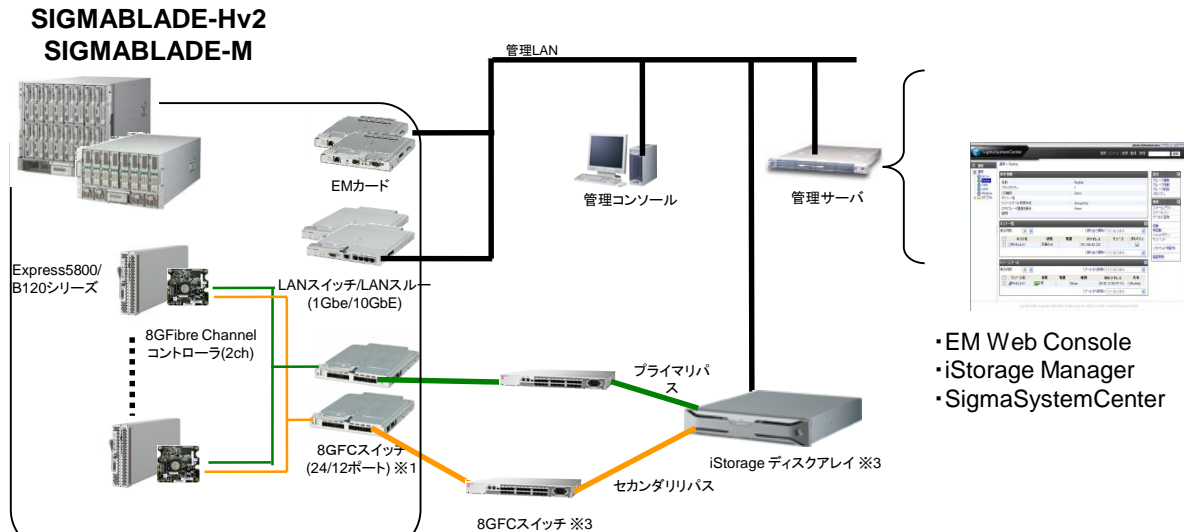 SIGMABLADE-Hv2
SIGMABLADE-M
管理LAN
EMカード
管理コンソール
管理サーバ
SigmaSystemCenter
Express5800/
B120シリーズ
LANスイッチ/LANスルー
(1Gbe/10GbE)
8GFibre Channel
コントローラ(2ch)
プライマリパ
ス
・EM Web Console
・iStorage Manager
・SigmaSystemCenter
8GFCスイッチ
(24/12ポート) ※1
iStorage ディスクアレイ ※3
セカンダリリパス
8GFCスイッチ ※3